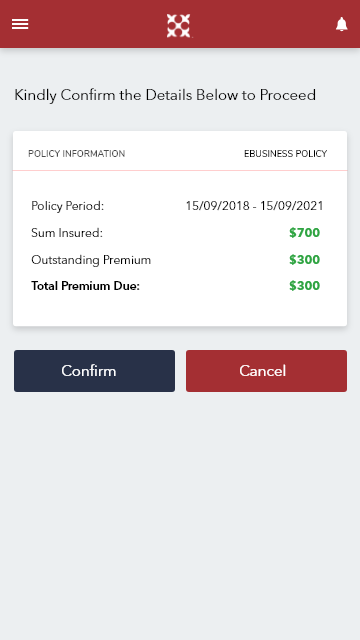 Kindly Confirm the Details Below to Proceed
POLICY INFORMATION EBUSINESS POLICY
Policy Period: 15/09/2018 - 15/09/2021
Sum Insured: $700
Outstanding Premium $300
Total Premium Due: $300
Confirm Cancel